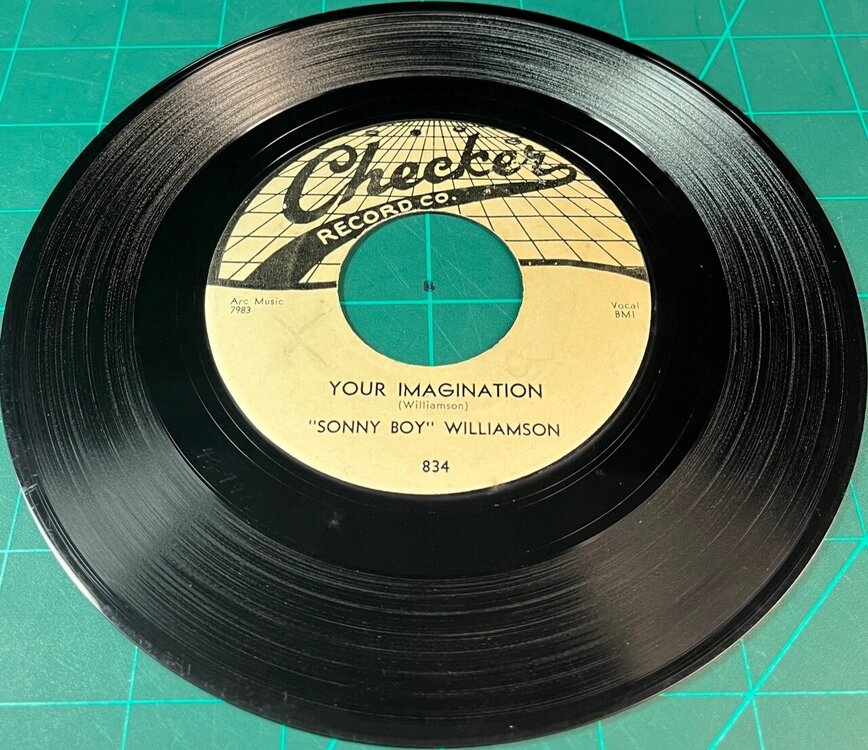 Checker
RECORD CO.
Arc Music
7983
Vocal
BMI
YOUR IMAGINATION
(Williamson)
"SONNY BOY" WILLIAMSON
834